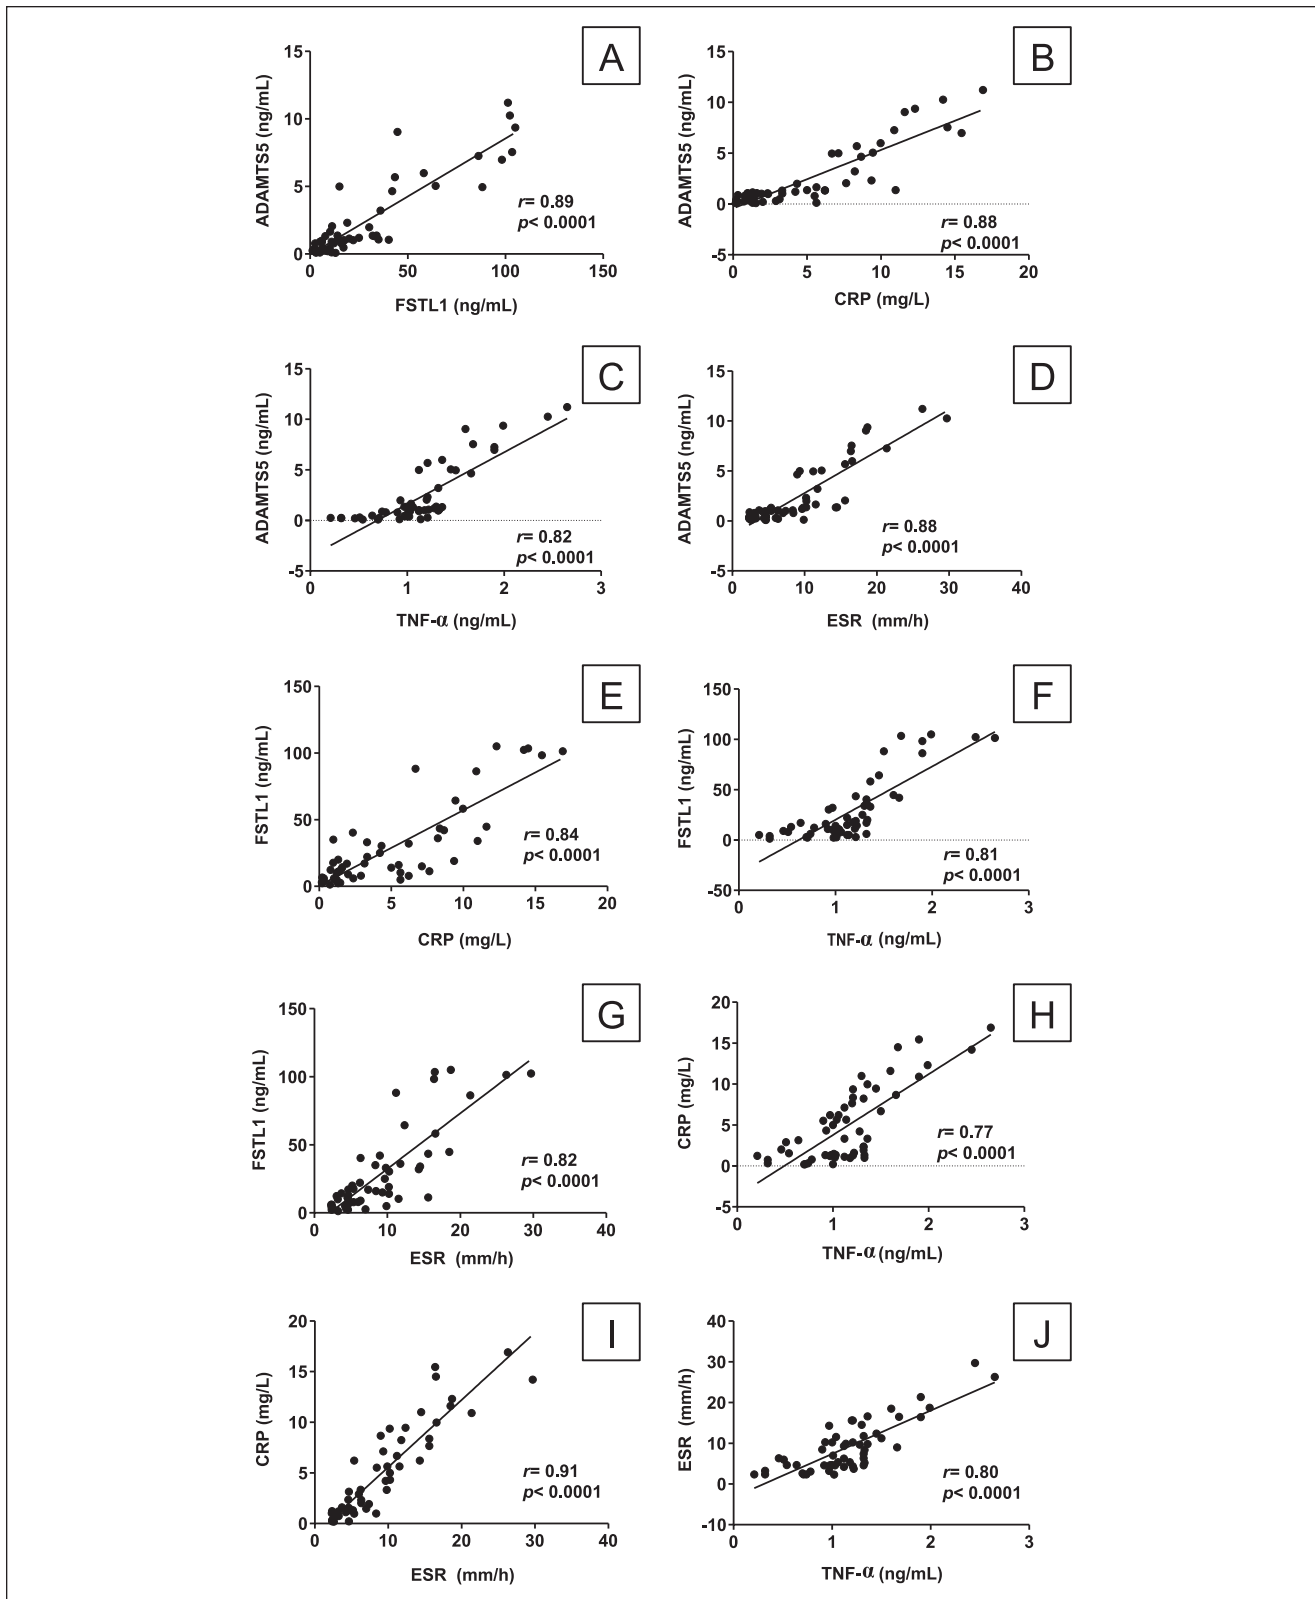 A
15
10
5
0
ADAMTS5 (ng/mL)
r= 0.89
p< 0.0001
0 50 100 150
FSTL1 (ng/mL)
B
15
10
5
0
-5
ADAMTS5 (ng/mL)
r= 0.88
p< 0.0001
0 5 10 15 20
CRP (mg/L)
C
15
10
5
0
-5
ADAMTS5 (ng/mL)
r= 0.82
p< 0.0001
0 1 2 3
TNF-α (ng/mL)
D
15
10
5
0
-5
ADAMTS5 (ng/mL)
r= 0.88
p< 0.0001
0 10 20 30 40
ESR (mm/h)
E
150
100
50
0
FSTL1 (ng/mL)
r= 0.84
p< 0.0001
0 5 10 15 20
CRP (mg/L)
F
150
100
50
0
-50
FSTL1 (ng/mL)
r= 0.81
p< 0.0001
0 1 2 3
TNF-α (ng/mL)
G
150
100
50
0
FSTL1 (ng/mL)
r= 0.82
p< 0.0001
0 10 20 30 40
ESR (mm/h)
H
20
15
10
5
0
-5
CRP (mg/L)
r= 0.77
p< 0.0001
0 1 2 3
TNF-α (ng/mL)
I
20
15
10
5
0
CRP (mg/L)
r= 0.91
p< 0.0001
0 10 20 30 40
ESR (mm/h)
J
40
30
20
10
0
-10
ESR (mm/h)
r= 0.80
p< 0.0001
0 1 2 3
TNF-α (ng/mL)